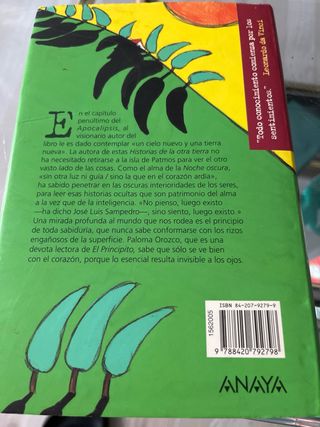 "Todo conocimiento comienza por los
sentimientos."
Leonardo da Vinci
En el capítulo
penúltimo del
Apocalipsis, al
visionario autor del
libro le es dado contemplar «un cielo nuevo y una tierra
nueva». La autora de estas Historias de la otra tierra no
ha necesitado retirarse a la isla de Patmos para ver el otro
vasto lado de las cosas. Como el alma de la Noche oscura,
«sin otra luz ni guía / sino la que en el corazón ardía»,
ha sabido penetrar en las oscuras interioridades de los seres,
para leer esas historias ocultas que son patrimonio del alma
a la vez que de la inteligencia. «No pienso, luego existo
—ha dicho José Luis Sampedro—, sino siento, luego existo.»
Una mirada profunda al mundo que nos rodea es el principio
de toda sabiduría, que nunca sabe conformarse con los rizos
engañosos de la superficie. Paloma Orozco, que es una
devota lectora de El Principito, sabe que sólo se ve bien
con el corazón, porque lo esencial resulta invisible a los ojos.
1562005
ISBN 84-207-9279-9
9 788420 792798
ANAYA